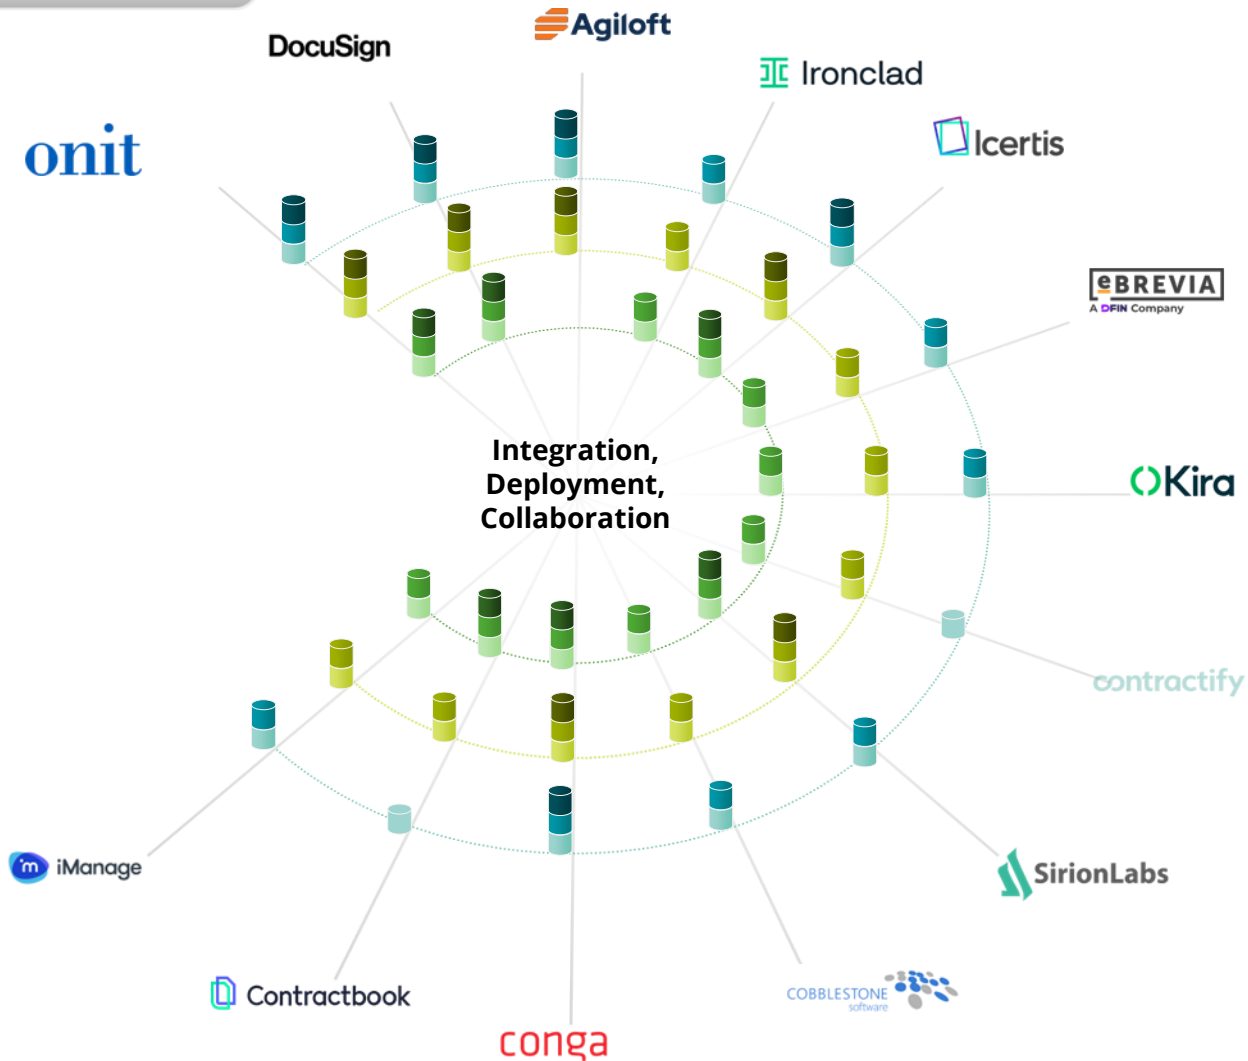 Agiloft
DocuSign
Ironclad
onit
Icertis
eBREVIA
A DFIN Company
Integration,
Deployment,
Collaboration
Kira
contractify
iManage
SirionLabs
Contractbook
COBBLESTONE
software
conga